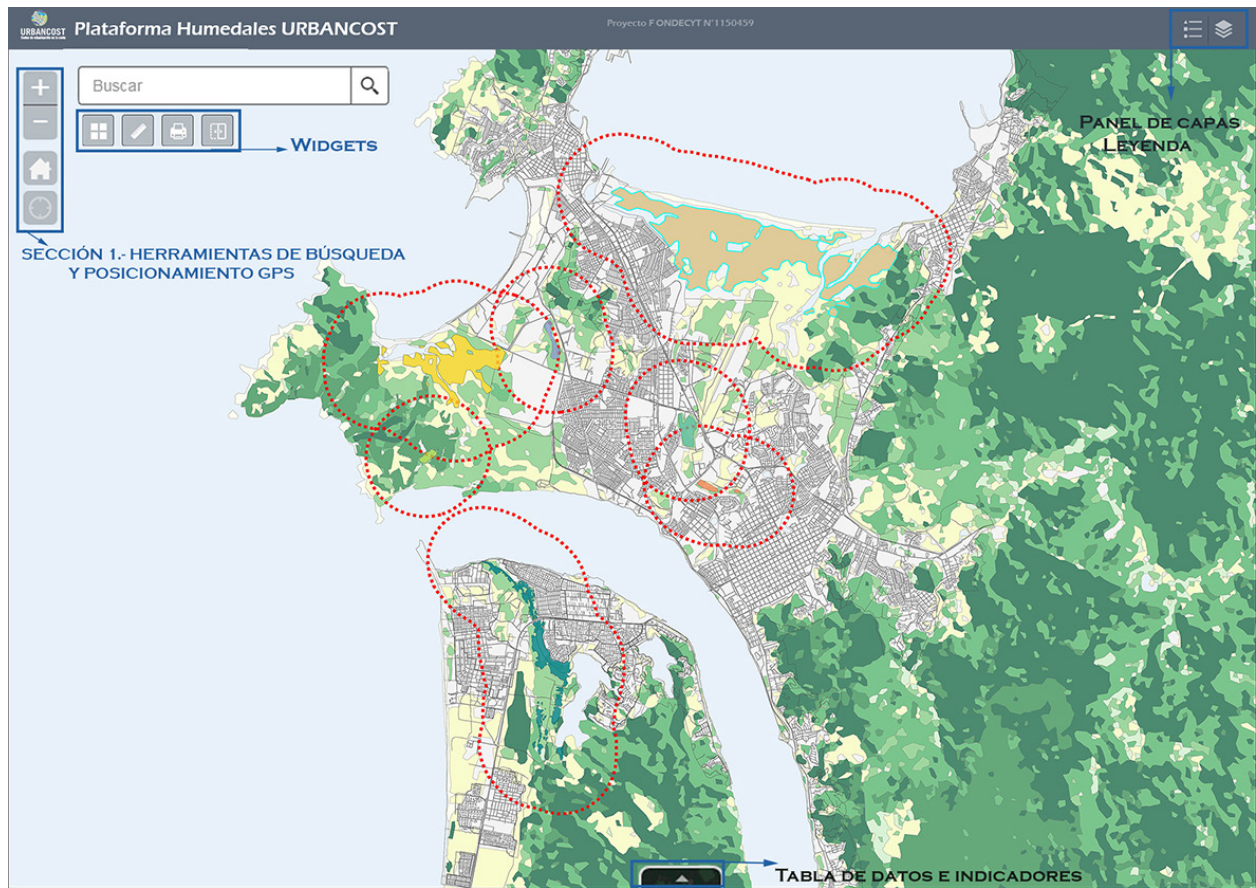 URBANCOST
Plataforma Humedales URBANCOST
Proyecto F ONDECYT N°1150459
Buscar
WIDGETS
PANEL DE CAPAS
LEYENDA
SECCIÓN 1.- HERRAMIENTAS DE BÚSQUEDA
Y POSICIONAMIENTO GPS
TABLA DE DATOS E INDICADORES